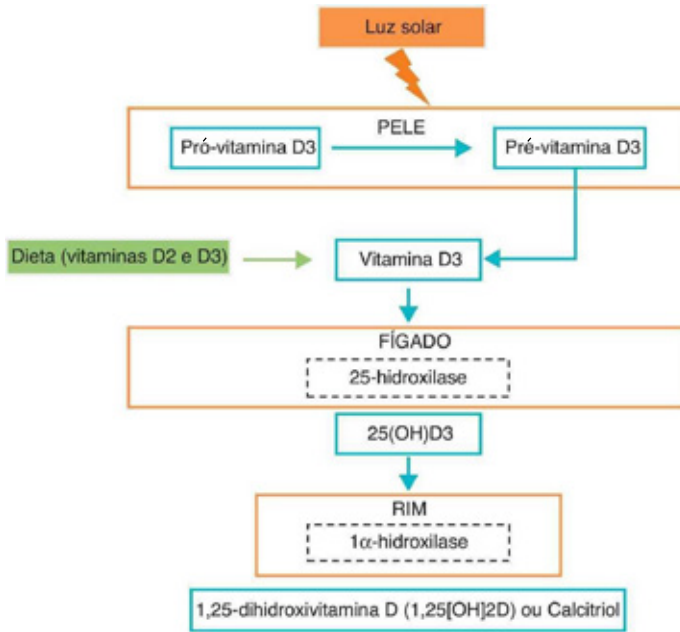 Luz solar
PELE
Pró-vitamina D3
Pré-vitamina D3
Dieta (vitaminas D2 e D3)
Vitamina D3
FÍGADO
25-hidroxilase
25(OH)D3
RIM
1α-hidroxilase
1,25-dihidroxivitamina D (1,25[OH]2D) ou Calcitriol